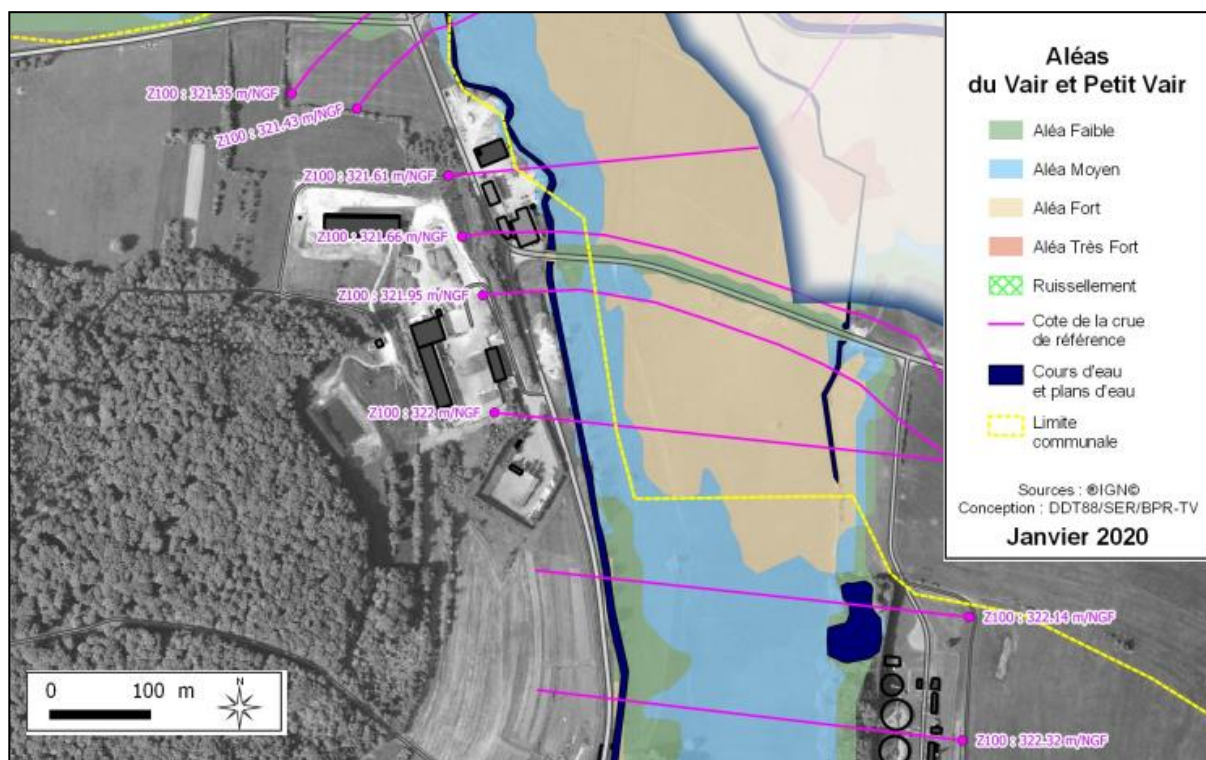 Z100 : 321.35 m/NGF
Z100 : 321.43 m/NGF
Z100 : 321.61 m/NGF
Z100 : 321.66 m/NGF
Z100 : 321.95 m/NGF
Z100 : 322 m/NGF
Z100 : 322.14 m/NGF
Z100 : 322.32 m/NGF
0 100 m
N
Aléas
du Vair et Petit Vair
Aléa Faible
Aléa Moyen
Aléa Fort
Aléa Très Fort
Ruissellement
Cote de la crue
de référence
Cours d'eau
et plans d'eau
Limite
communale
Sources : ®IGN©
Conception : DDT88/SER/BPR-TV
Janvier 2020